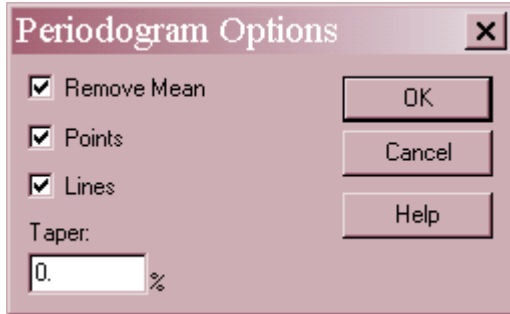 Periodogram Options
Remove Mean
Points
Lines
Taper:
0. %
OK
Cancel
Help